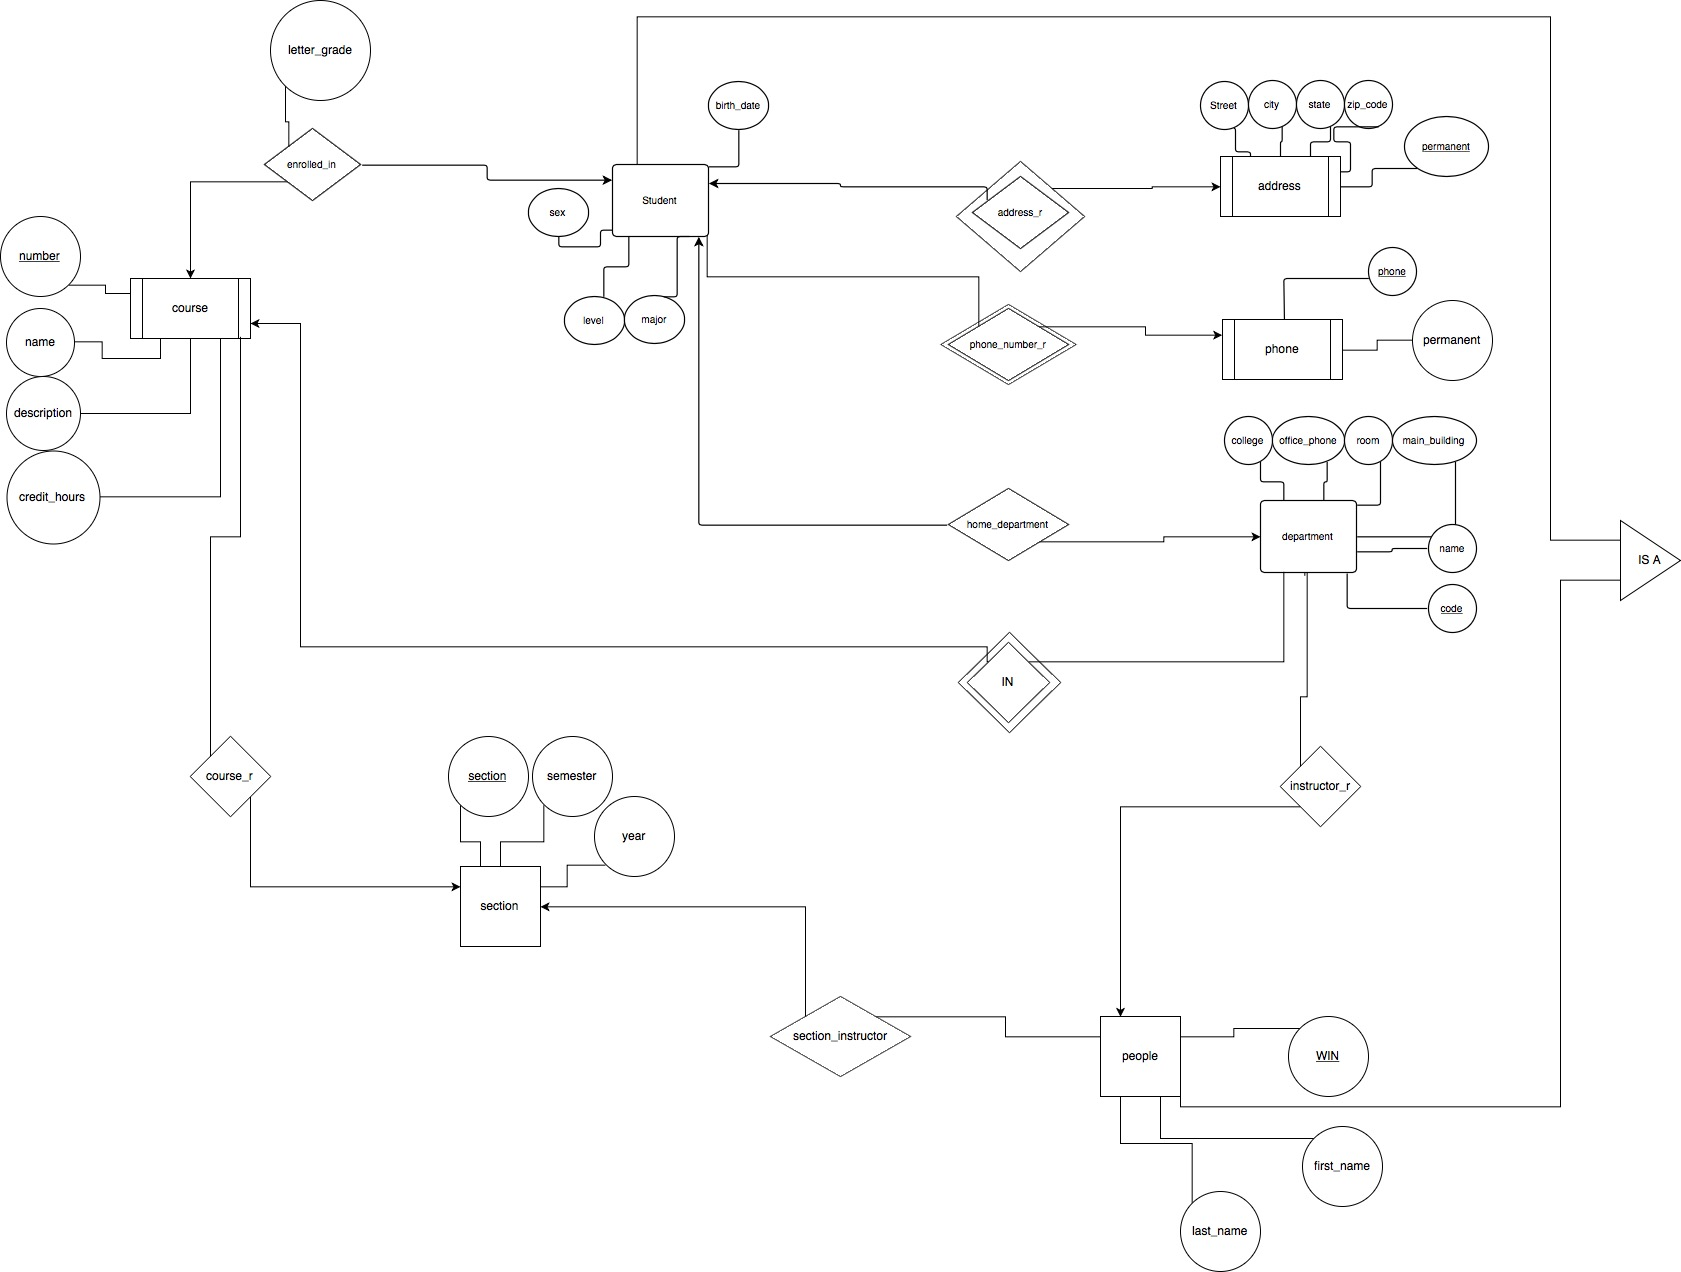 letter_grade
birth_date
Street
city
state
zip_code
permanent
enrolled_in
sex
Student
address_r
address
number
course
level
major
phone
name
phone_number_r
phone
permanent
description
college
office_phone
room
main_building
credit_hours
home_department
department
name
IS A
code
IN
course_r
section
semester
instructor_r
year
section
section_instructor
people
WIN
first_name
last_name